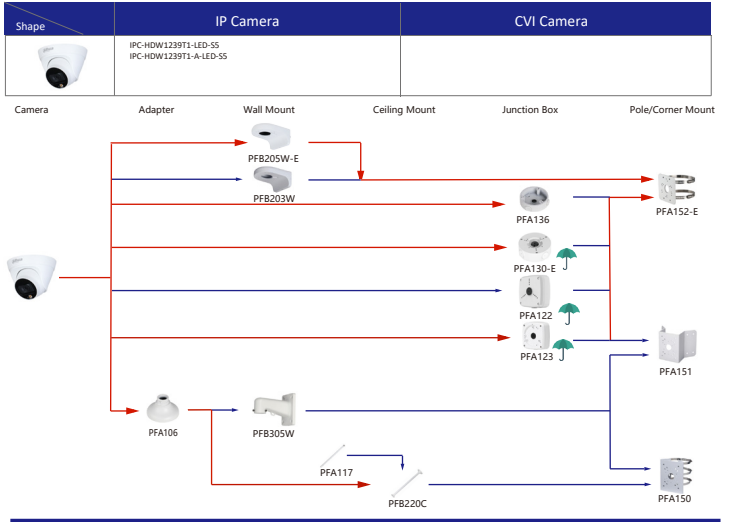 Shape
IP Camera
CVI Camera
IPC-HDW1239T1-LED-S5
IPC-HDW1239T1-A-LED-S5
Camera
Adapter
Wall Mount
Ceiling Mount
Junction Box
Pole/Corner Mount
PFB205W-E
PFB203W
PFA152-E
PFA136
PFA130-E
PFA122
PFA123
PFA151
PFA106
PFB305W
PFA117
PFB220C
PFA150